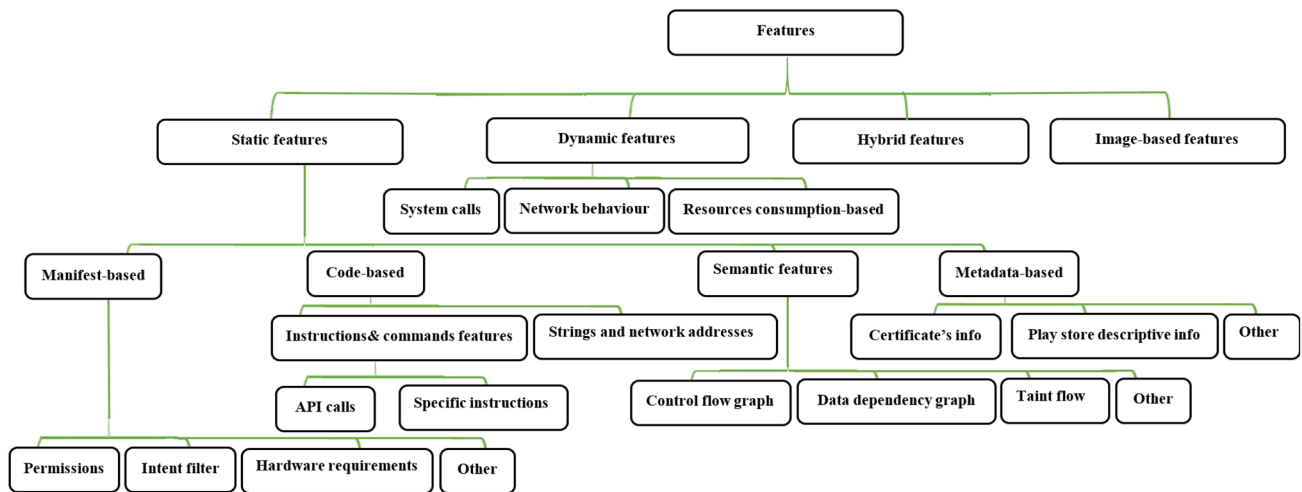 Features
Static features
Dynamic features
Hybrid features
Image-based features
System calls
Network behaviour
Resources consumption-based
Manifest-based
Code-based
Semantic features
Metadata-based
Instructions& commands features
Strings and network addresses
Certificate's info
Play store descriptive info
Other
API calls
Specific instructions
Control flow graph
Data dependency graph
Taint flow
Other
Permissions
Intent filter
Hardware requirements
Other